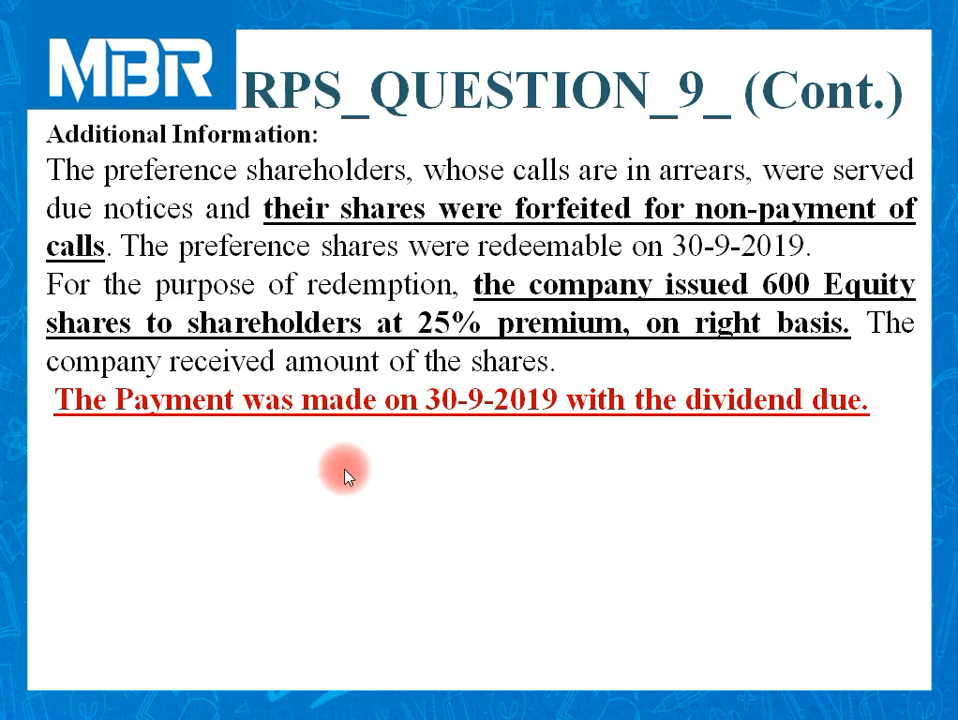 MBR
RPS_QUESTION_9_ (Cont.)
Additional Information:
The preference shareholders, whose calls are in arrears, were served
due notices and their shares were forfeited for non-payment of
calls. The preference shares were redeemable on 30-9-2019.
For the purpose of redemption, the company issued 600 Equity
shares to shareholders at 25% premium, on right basis. The
company received amount of the shares.
The Payment was made on 30-9-2019 with the dividend due.